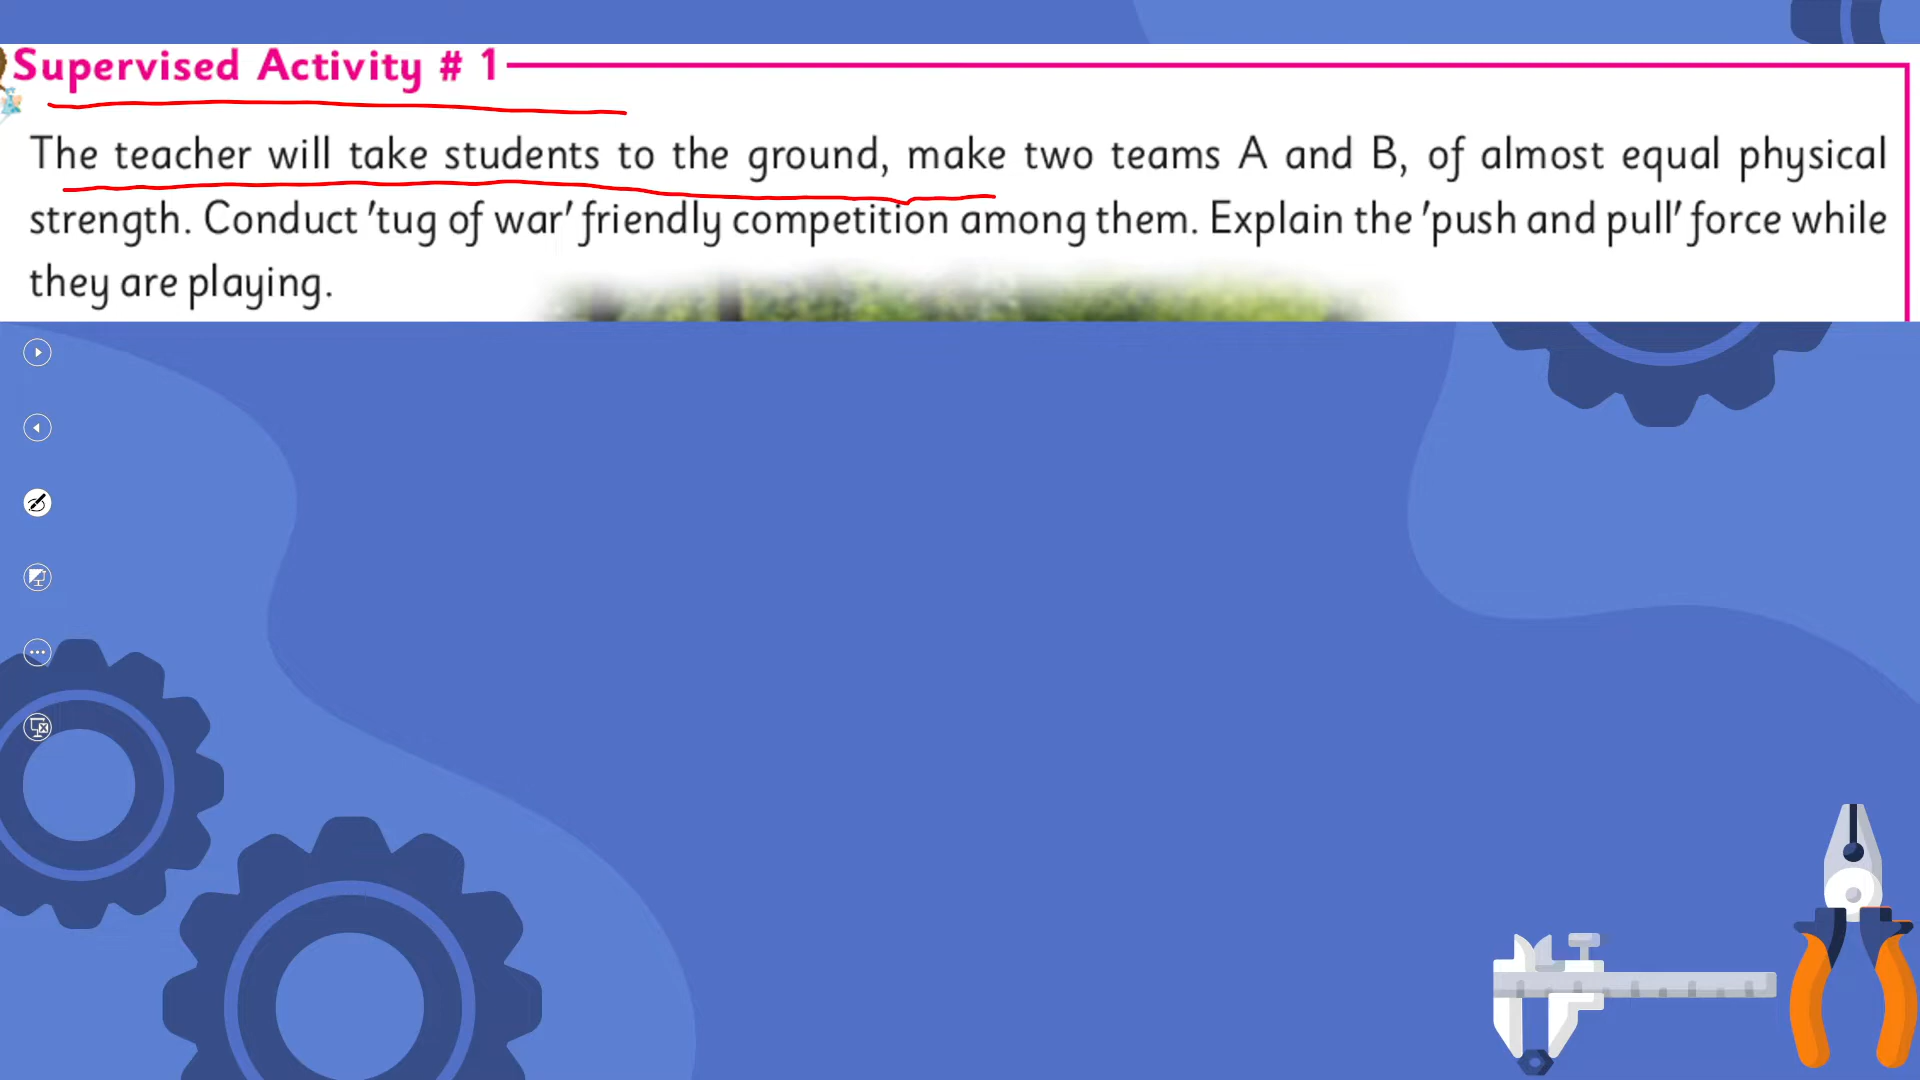 Supervised Activity # 1
The teacher will take students to the ground, make two teams A and B, of almost equal physical
strength. Conduct 'tug of war' friendly competition among them. Explain the 'push and pull' force while
they are playing.